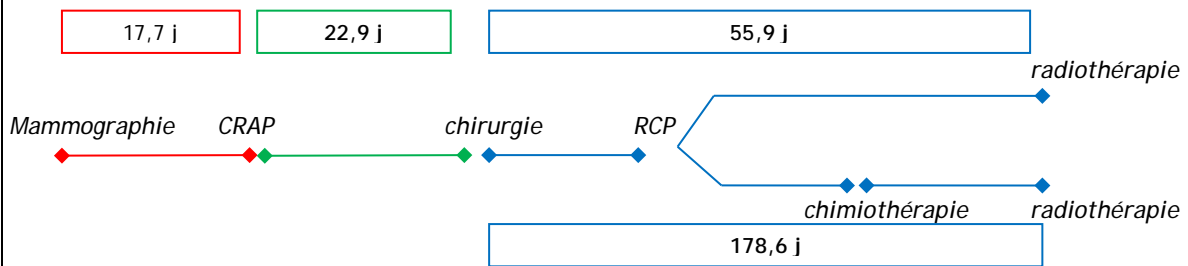 17,7 j 22,9 j 55,9 j
radiothérapie
Mammographie CRAP chirurgie RCP
chimiothérapie radiothérapie
178,6 j